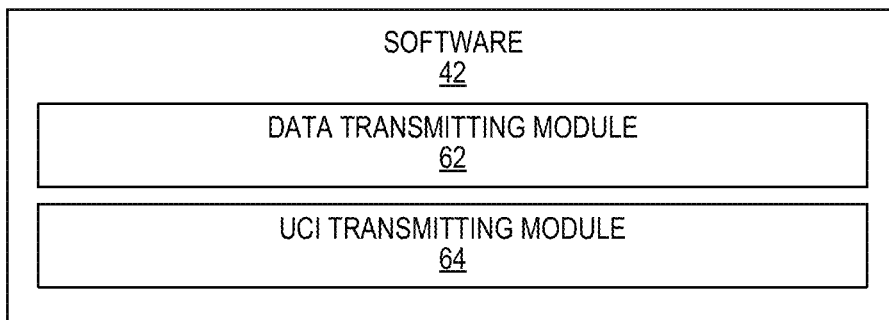 SOFTWARE
42
DATA TRANSMITTING MODULE
62
UCI TRANSMITTING MODULE
64